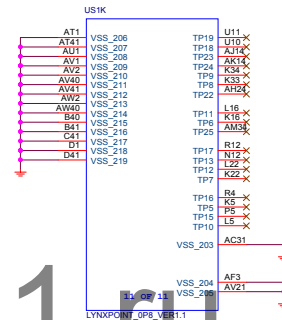 US1K
AT1 VSS_206 TP19 U11
AT41 VSS_207 TP18 U10
AU1 VSS_208 TP23 AJ14
AV1 VSS_209 TP24 AK14
AV2 VSS_210 TP9 K34
AV40 VSS_211 TP8 K33
AV41 VSS_212 TP22 AH24
AW2 VSS_213
AW40 VSS_214 TP11 L16
B40 VSS_215 TP6 K16
B41 VSS_216 TP25 AM34
C41 VSS_217
D1 VSS_218 TP17 R12
D41 VSS_219 TP13 N12
TP12 L22
TP7 K22
TP16 R4
TP5 K5
TP15 P5
TP10 L5
VSS_203 AC31
VSS_204 AF3
VSS_205 AV21
11 OF 11
LYNXPOINT_0P8_VER1.1